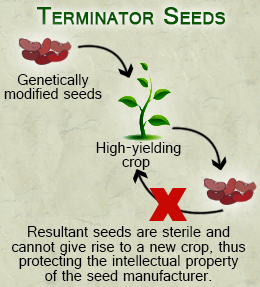 TERMINATOR SEEDS
Genetically
modified seeds
High-yielding
crop
X
Resultant seeds are sterile and
cannot give rise to a new crop, thus
protecting the intellectual property
of the seed manufacturer.